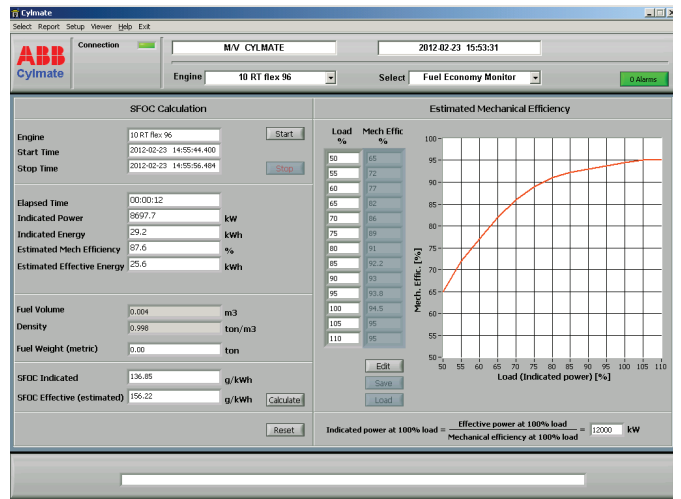 Cylmate
Select Report Setup Viewer Help Exit
ABB
Cylmate
Connection
M/V CYLMATE
2012-02-23 15:53:31
Engine
10 RT flex 96
Select
Fuel Economy Monitor
0 Alarms
SFOC Calculation
Engine 10 RT flex 96 Start
Start Time 2012-02-23 14:55:44.400
Stop Time 2012-02-23 14:55:56.484 Stop
Elapsed Time 00:00:12
Indicated Power 8697.7 kW
Indicated Energy 29.2 kWh
Estimated Mech Efficiency 87.6 %
Estimated Effective Energy 25.6 kWh
Fuel Volume 0.004 m3
Density 0.998 ton/m3
Fuel Weight (metric) 0.00 ton
SFOC Indicated 136.85 g/kWh
SFOC Effective (estimated) 156.22 g/kWh Calculate
Reset
Estimated Mechanical Efficiency
Load Mech Effic
% %
50 65
55 72
60 77
65 82
70 86
75 89
80 91
85 92.2
90 93
95 93.8
100 94.5
105 95
110 95
Edit
Save
Load
Mech. Effic. [%]
100
95
90
85
80
75
70
65
60
55
50
50 55 60 65 70 75 80 85 90 95 100 105 110
Load (Indicated power) [%]
Indicated power at 100% load = Effective power at 100% load
Mechanical efficiency at 100% load
= 12000 kW